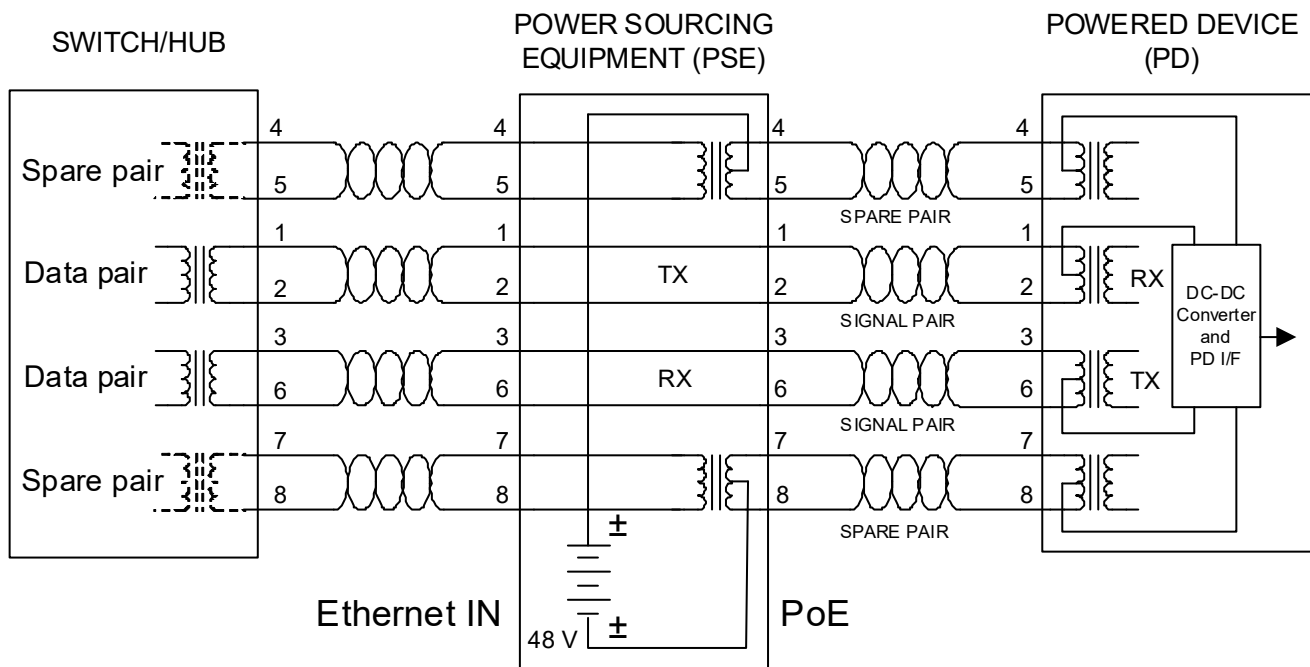 SWITCH/HUB
POWER SOURCING
EQUIPMENT (PSE)
POWERED DEVICE
(PD)
4 4 4 4
Spare pair
5 5 5 5
SPARE PAIR
1 1 1 1
Data pair TX RX
2 2 2 2
SIGNAL PAIR
DC-DC
Converter
and
PD I/F
3 3 3 3
Data pair RX TX
6 6 6 6
SIGNAL PAIR
7 7 7 7
Spare pair
8 8 8 8
SPARE PAIR
±
Ethernet IN ± PoE
48 V